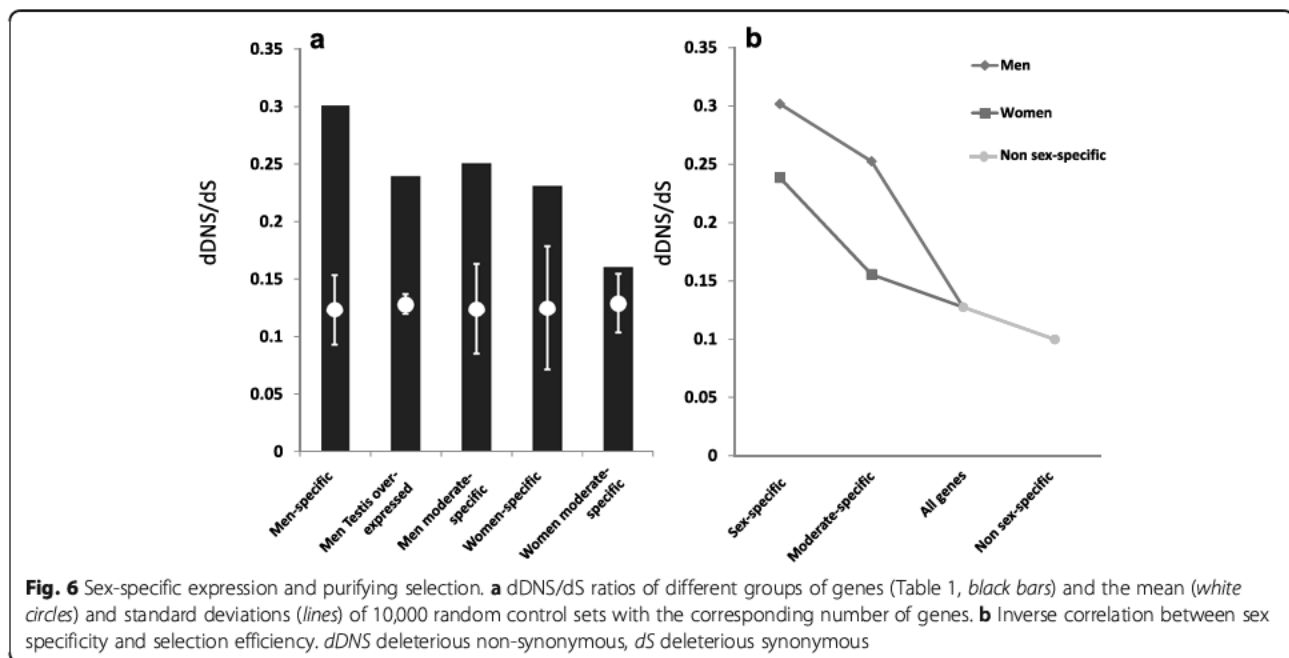 a
0.35
0.3
0.25
0.2
0.15
0.1
0.05
0
dDNS/dS
Men-specific
Men Testis over-
expressed
Men moderate-
specific
Women-specific
Women moderate-
specific
b
0.35
0.3
0.25
0.2
0.15
0.1
0.05
0
dDNS/dS
Men
Women
Non sex-specific
Sex-specific
Moderate-specific
All genes
Non sex-specific
Fig. 6 Sex-specific expression and purifying selection. a dDNS/dS ratios of different groups of genes (Table 1, black bars) and the mean (white
circles) and standard deviations (lines) of 10,000 random control sets with the corresponding number of genes. b Inverse correlation between sex
specificity and selection efficiency. dDNS deleterious non-synonymous, dS deleterious synonymous